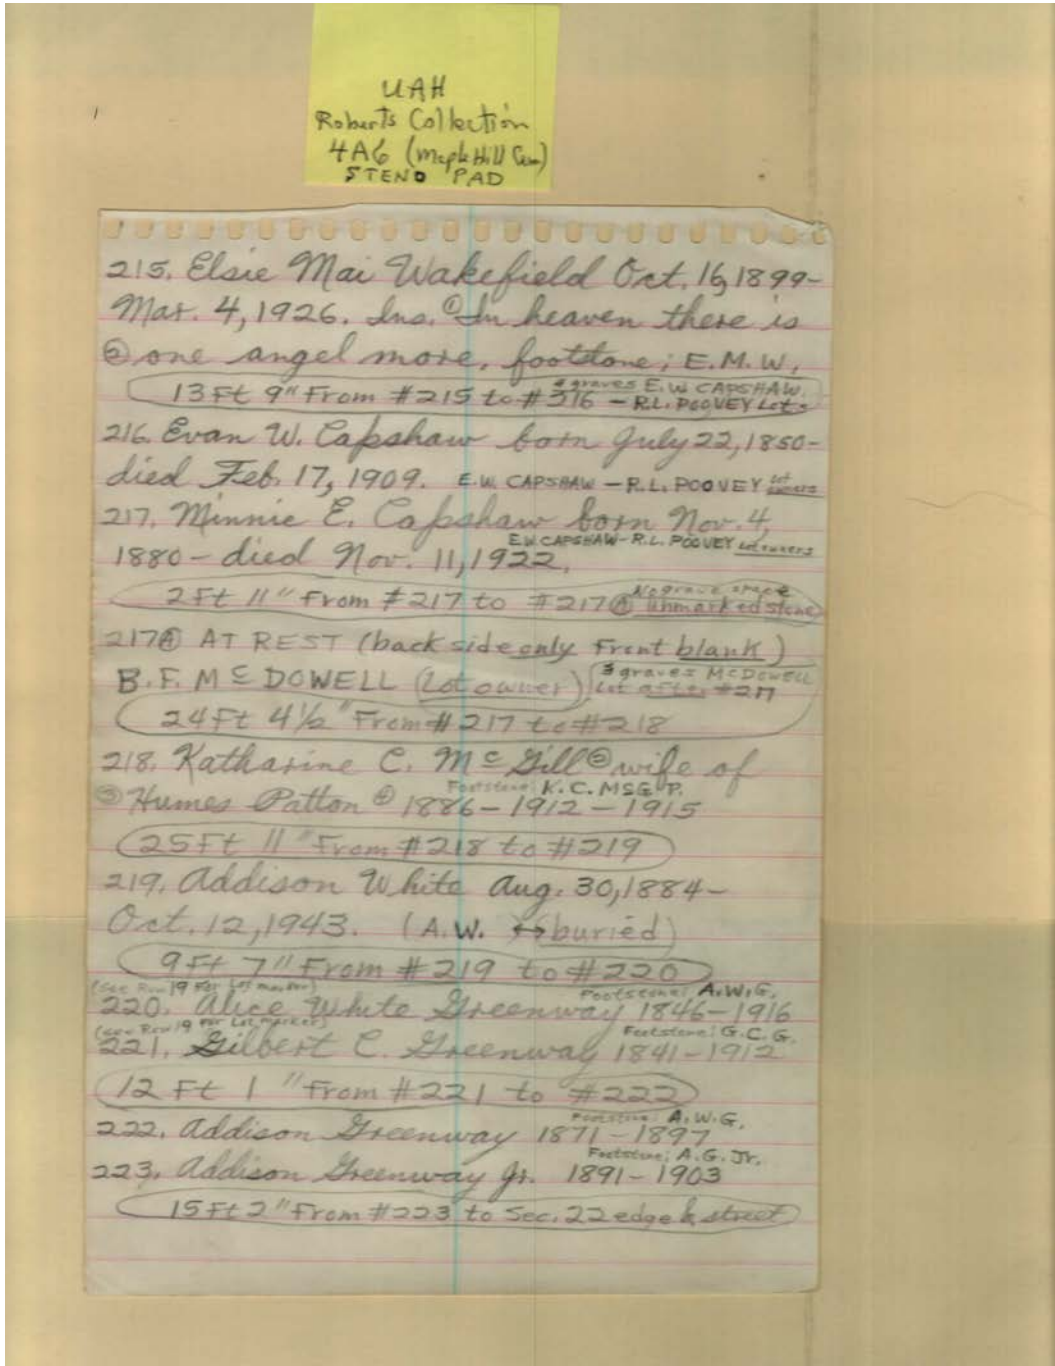 UAH
Roberts Collection
4A6 (Maple Hill Cem)
STENO PAD
215. Elsie Mai Wakefield Oct. 16, 1899-
Mar. 4, 1926. Ins. ① In heaven there is
② one angel more. footstone; E.M.W.
graves E.W. CAPSHAW
13 Ft 9" From #215 to #316 – R.L. POOVEY Lots
216. Evan W. Capshaw born July 22, 1850-
died Feb. 17, 1909. E.W. CAPSHAW – R.L. POOVEY Lot owners
217. Minnie E. Capshaw born Nov. 4,
E.W. CAPSHAW – R.L. POOVEY Lot owners
1880 – died Nov. 11, 1922.
No grave space
2 Ft 11" From #217 to #217Ⓐ unmarked stone
217Ⓐ AT REST (back side only Front blank)
B.F. McDOWELL (Lot owner) 3 graves McDOWELL
Lot after #217
24 Ft 4½" From #217 to #218
218. Katharine C. McGill ② wife of
Footstone: K.C. MSG P.
③ Humes Patton ④ 1886 – 1912 – 1915
25 Ft 11" From #218 to #219
219. Addison White Aug. 30, 1884 –
Oct. 12, 1943. (A.W. ↔ buried)
9 Ft 7" From #219 to #220
(See Row 19 For Lot marker) Footstone: A.W.G.
220. Alice White Greenway 1846 – 1916
(See Row 19 For Lot marker) Footstone: G.C.G.
221. Gilbert C. Greenway 1841 – 1912
12 Ft 1" From #221 to #222
Footstone: A.W.G.
222. Addison Greenway 1871 – 1897
Footstone; A.G. Jr.
223. Addison Greenway Jr. 1891 – 1903
15 Ft 2" From #223 to Sec. 22 edge & street